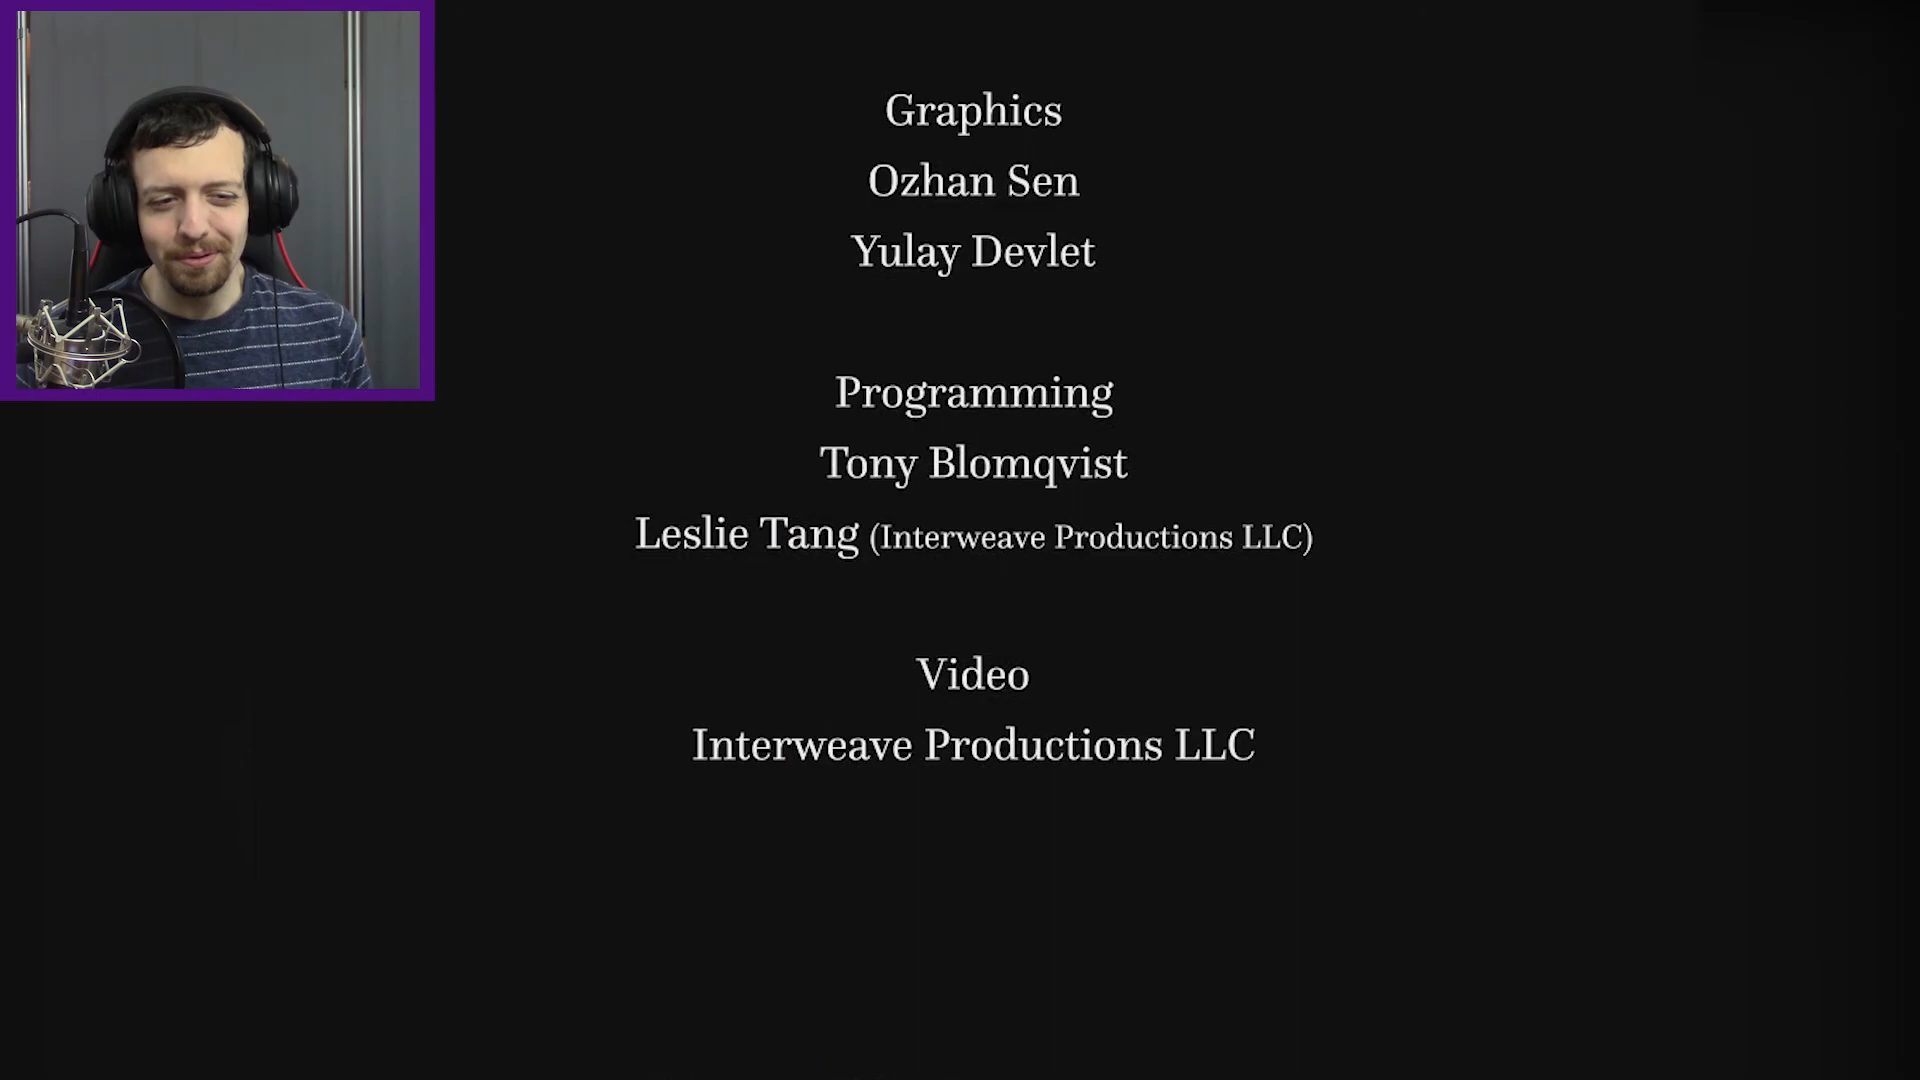 Graphics
Ozhan Sen
Yulay Devlet
Programming
Tony Blomqvist
Leslie Tang (Interweave Productions LLC)
Video
Interweave Productions LLC